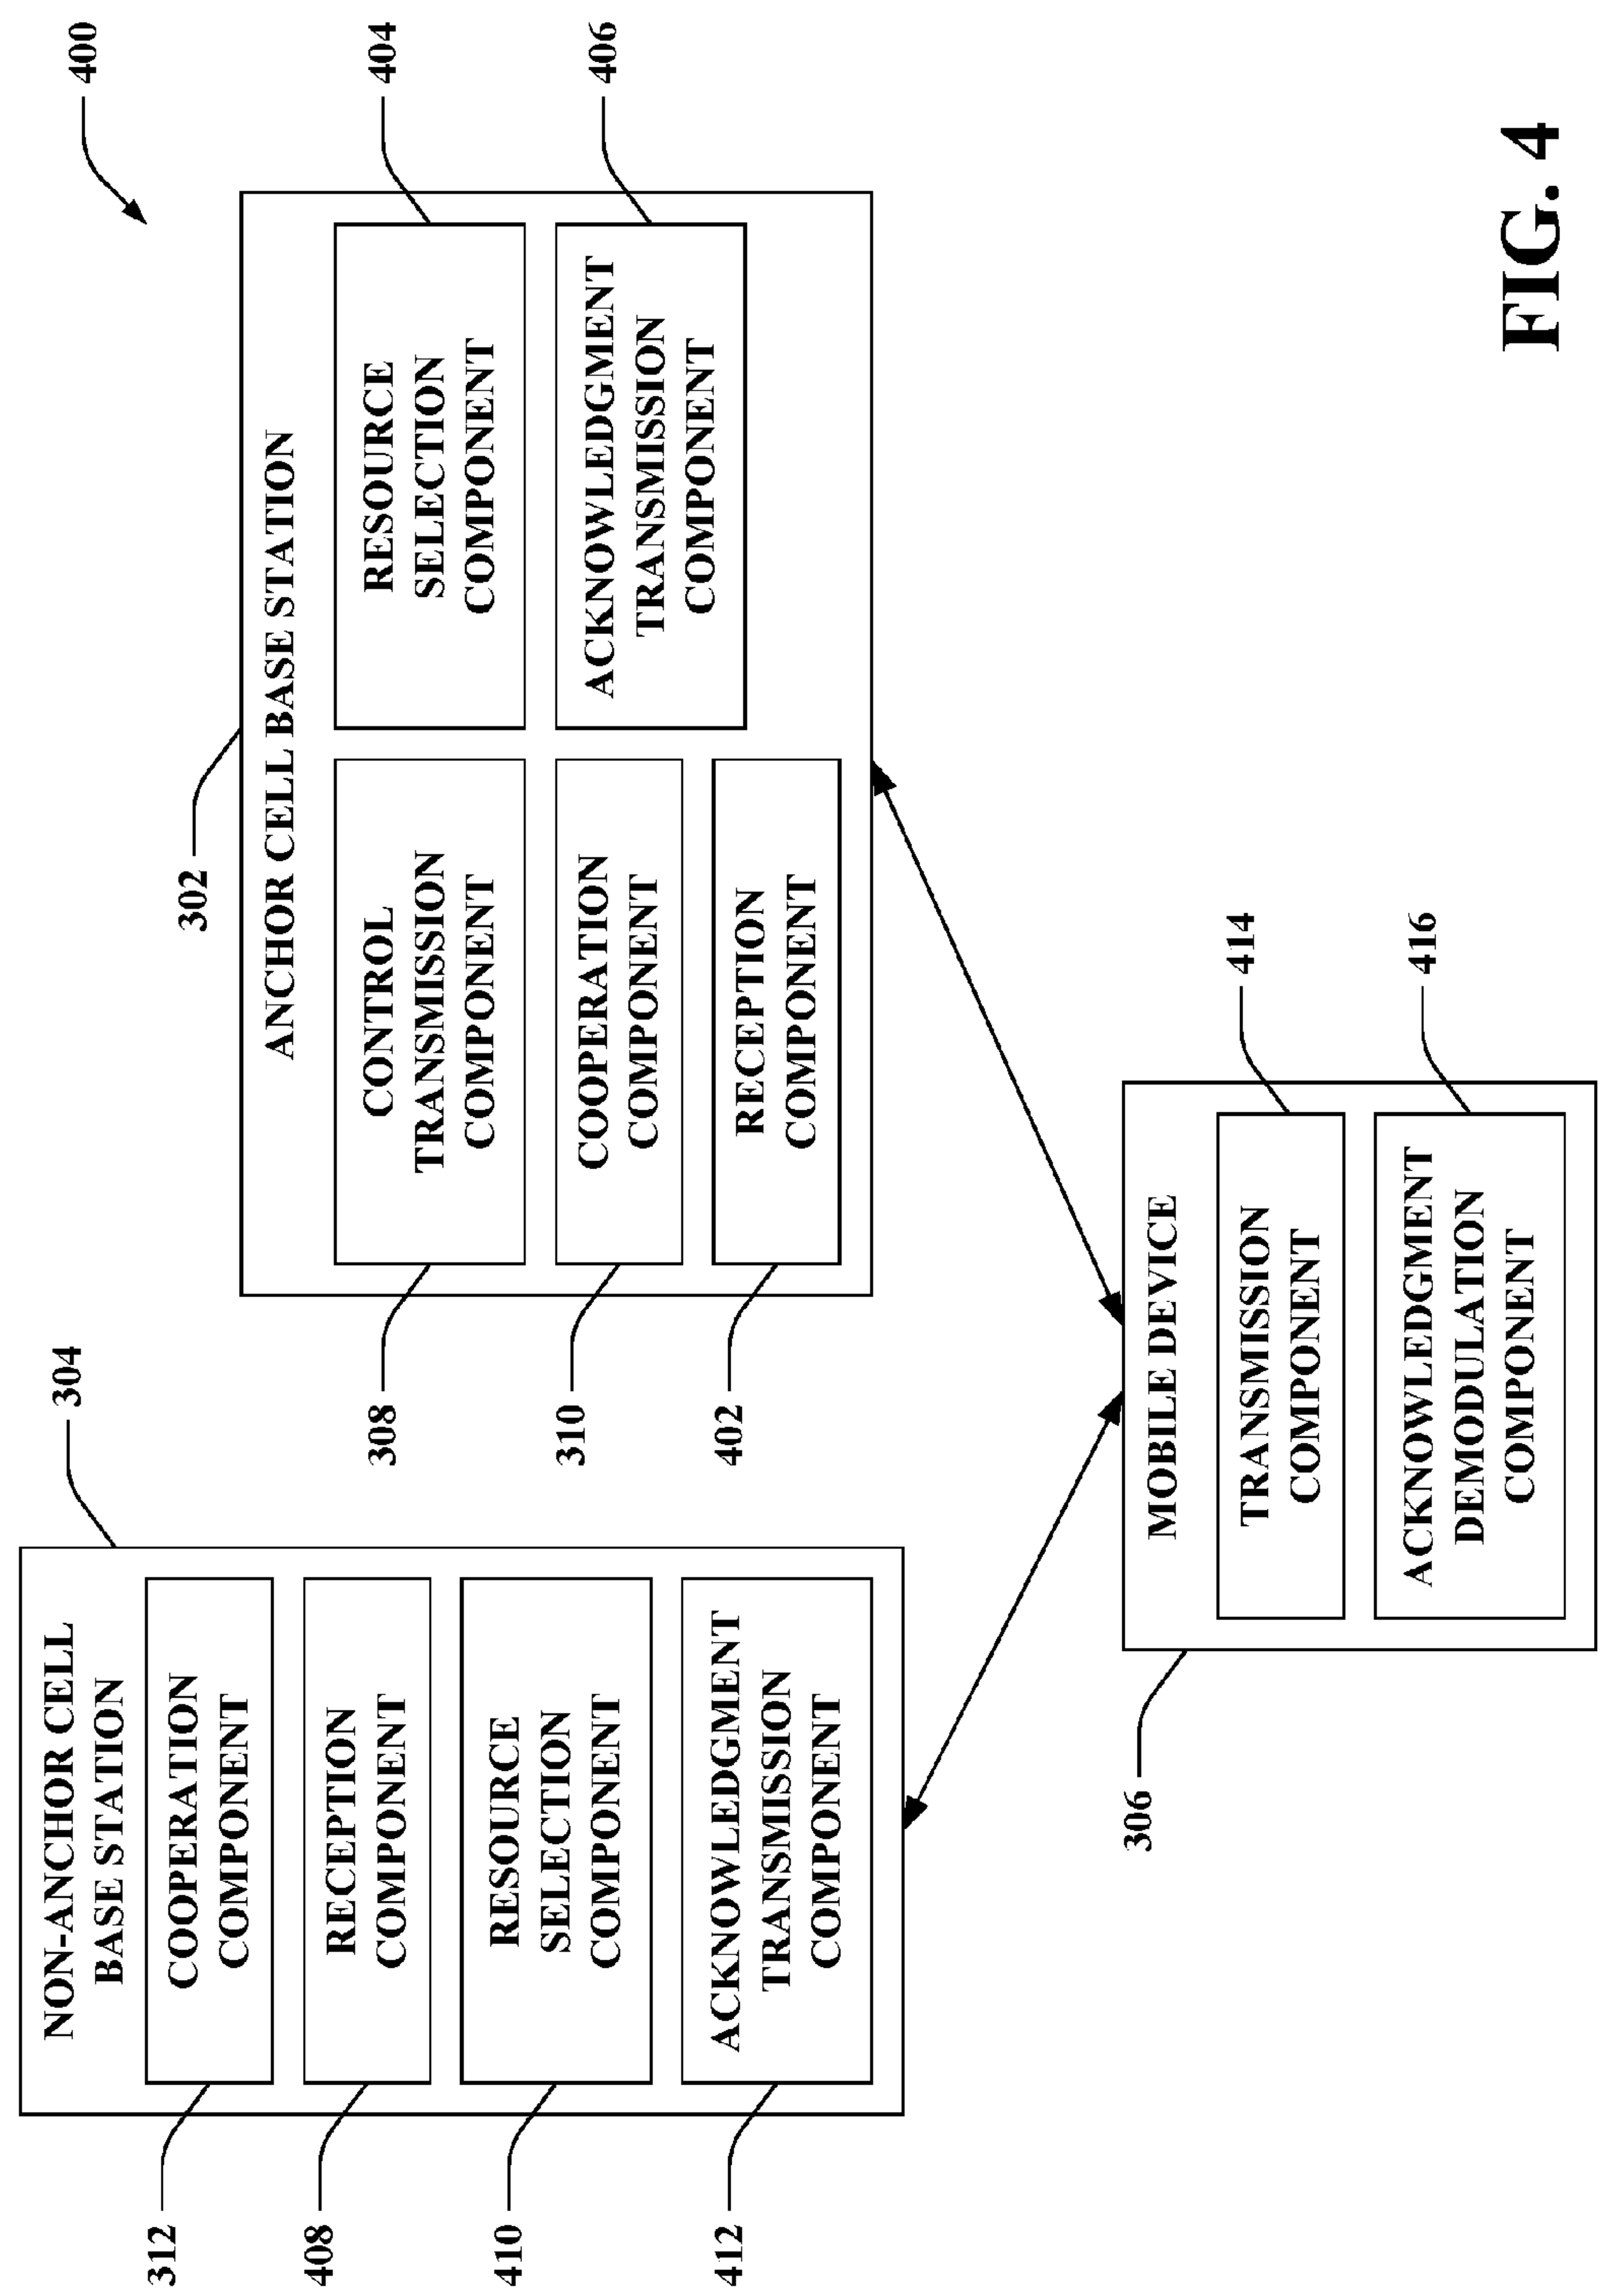 400
304
NON-ANCHOR CELL
BASE STATION
312
COOPERATION
COMPONENT
408
RECEPTION
COMPONENT
410
RESOURCE
SELECTION
COMPONENT
412
ACKNOWLEDGMENT
TRANSMISSION
COMPONENT
302
ANCHOR CELL BASE STATION
308
CONTROL
TRANSMISSION
COMPONENT
310
COOPERATION
COMPONENT
402
RECEPTION
COMPONENT
404
RESOURCE
SELECTION
COMPONENT
406
ACKNOWLEDGMENT
TRANSMISSION
COMPONENT
306
MOBILE DEVICE
414
TRANSMISSION
COMPONENT
416
ACKNOWLEDGMENT
DEMODULATION
COMPONENT
FIG. 4